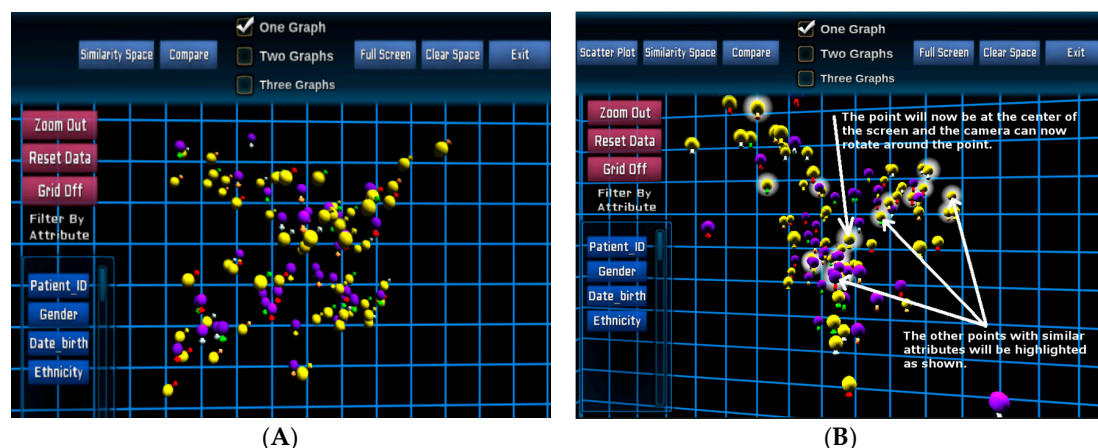 One Graph
Similarity Space Compare Two Graphs Full Screen Clear Space Exit
Three Graphs
Zoom Out
Reset Data
Grid Off
Filter By
Attribute
Patient_ID
Gender
Date_birth
Ethnicity
(A)
One Graph
Scatter Plot Similarity Space Compare Two Graphs Full Screen Clear Space Exit
Three Graphs
Zoom Out
Reset Data
Grid Off
Filter By
Attribute
Patient_ID
Gender
Date_birth
Ethnicity
The point will now be at the center of
the screen and the camera can now
rotate around the point.
The other points with similar
attributes will be highlighted
as shown.
(B)